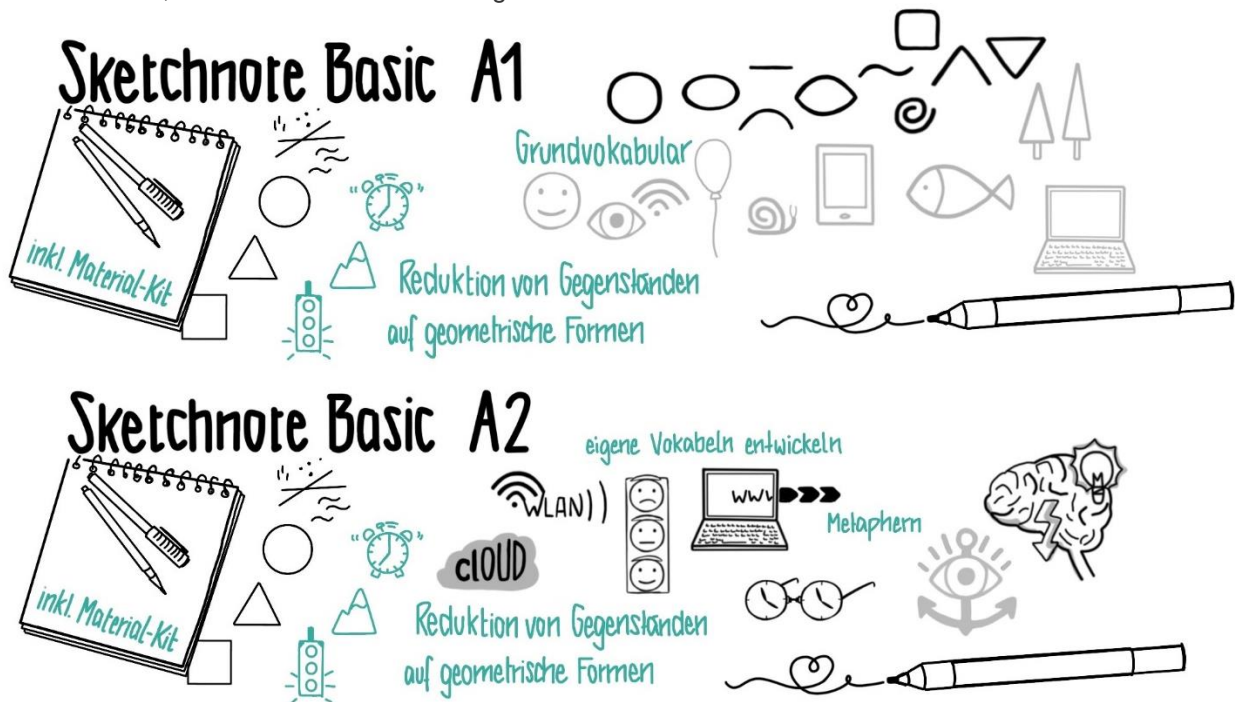 Sketchnote Basic A1
Grundvokabular
inkl. Material-Kit
Reduktion von Gegenständen
auf geometrische Formen
Sketchnote Basic A2
eigene Vokabeln entwickeln
WLAN
WWW
Metaphern
cLOUD
inkl. Material-Kit
Reduktion von Gegenständen
auf geometrische Formen